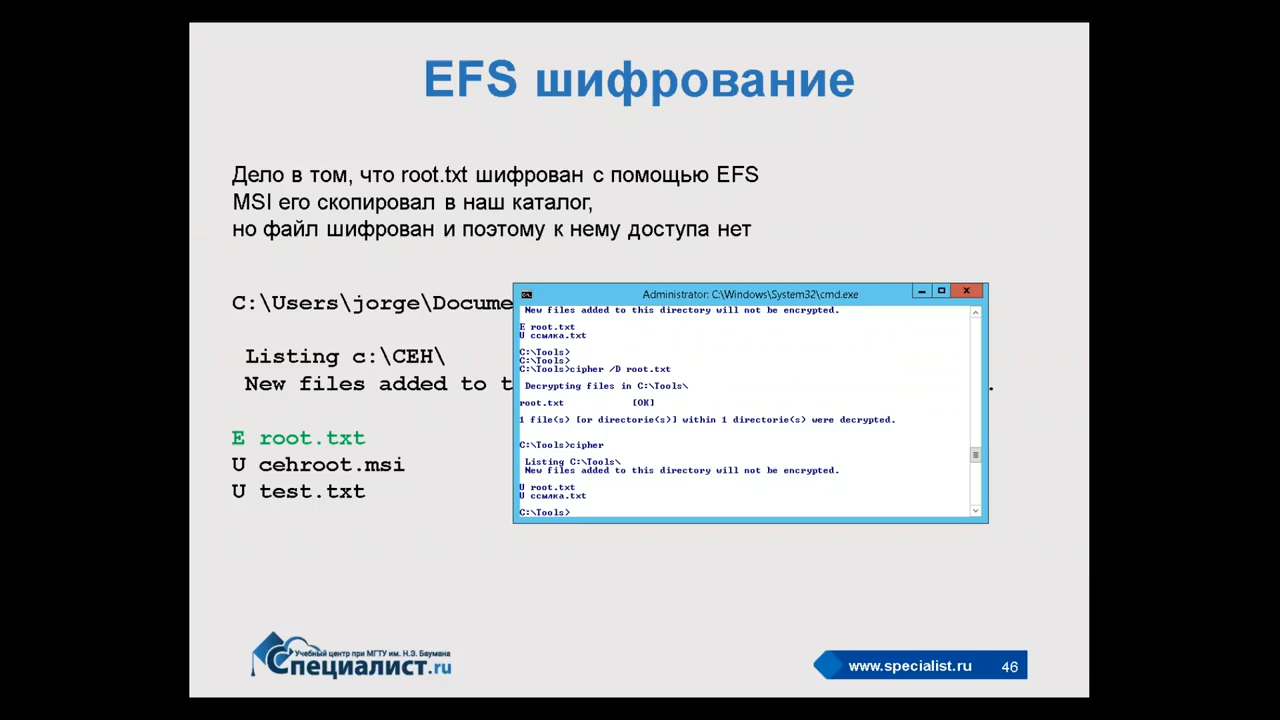 EFS шифрование
Дело в том, что root.txt шифрован с помощью EFS
MSI его скопировал в наш каталог,
но файл шифрован и поэтому к нему доступа нет
C:\Users\jorge\Docume
Listing c:\CEH\
New files added to t
.
E root.txt
U cehroot.msi
U test.txt
Administrator: C:\Windows\System32\cmd.exe
New files added to this directory will not be encrypted.
E root.txt
U ссылка.txt
C:\Tools>
C:\Tools>
C:\Tools>cipher /D root.txt
Decrypting files in C:\Tools\
root.txt [OK]
1 file(s) [or directorie(s)] within 1 directorie(s) were decrypted.
C:\Tools>cipher
Listing C:\Tools\
New files added to this directory will not be encrypted.
U root.txt
U ссылка.txt
C:\Tools>
Учебный центр при МГТУ им. Н.Э. Баумана
Специалист.ru
www.specialist.ru 46